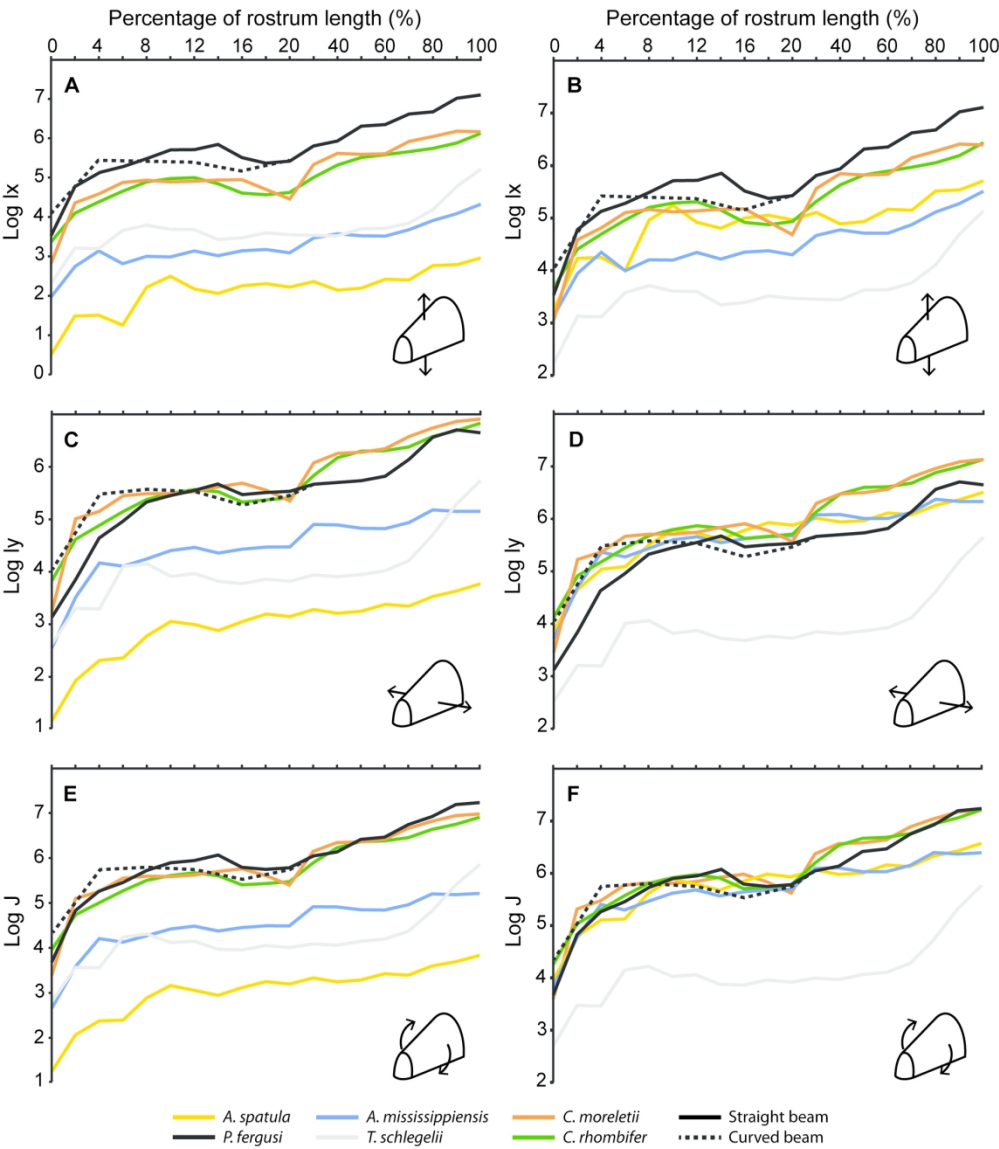 Percentage of rostrum length (%) Percentage of rostrum length (%)
0 4 8 12 16 20 40 60 80 100 0 4 8 12 16 20 40 60 80 100
A B
Log Ix Log Ix
7 6 5 4 3 2 1 0 7 6 5 4 3 2
C D
Log Iy Log Iy
6 5 4 3 2 1 7 6 5 4 3 2
E F
Log J Log J
7 6 5 4 3 2 1 7 6 5 4 3 2
A. spatula A. mississippiensis C. moreletii Straight beam
P. fergusi T. schlegelii C. rhombifer Curved beam